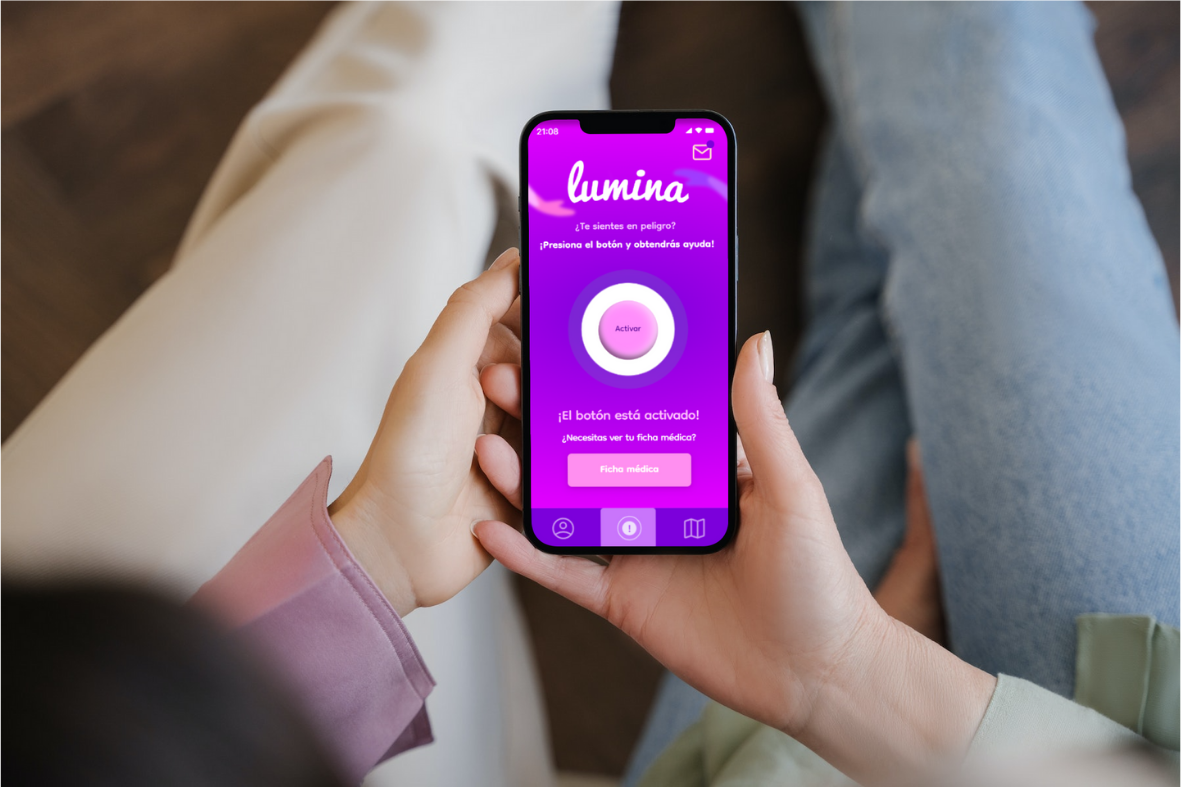 21:08
lumina
¿Te sientes en peligro?
¡Presiona el botón y obtendrás ayuda!
Activar
¡El botón está activado!
¿Necesitas ver tu ficha médica?
Ficha médica
!